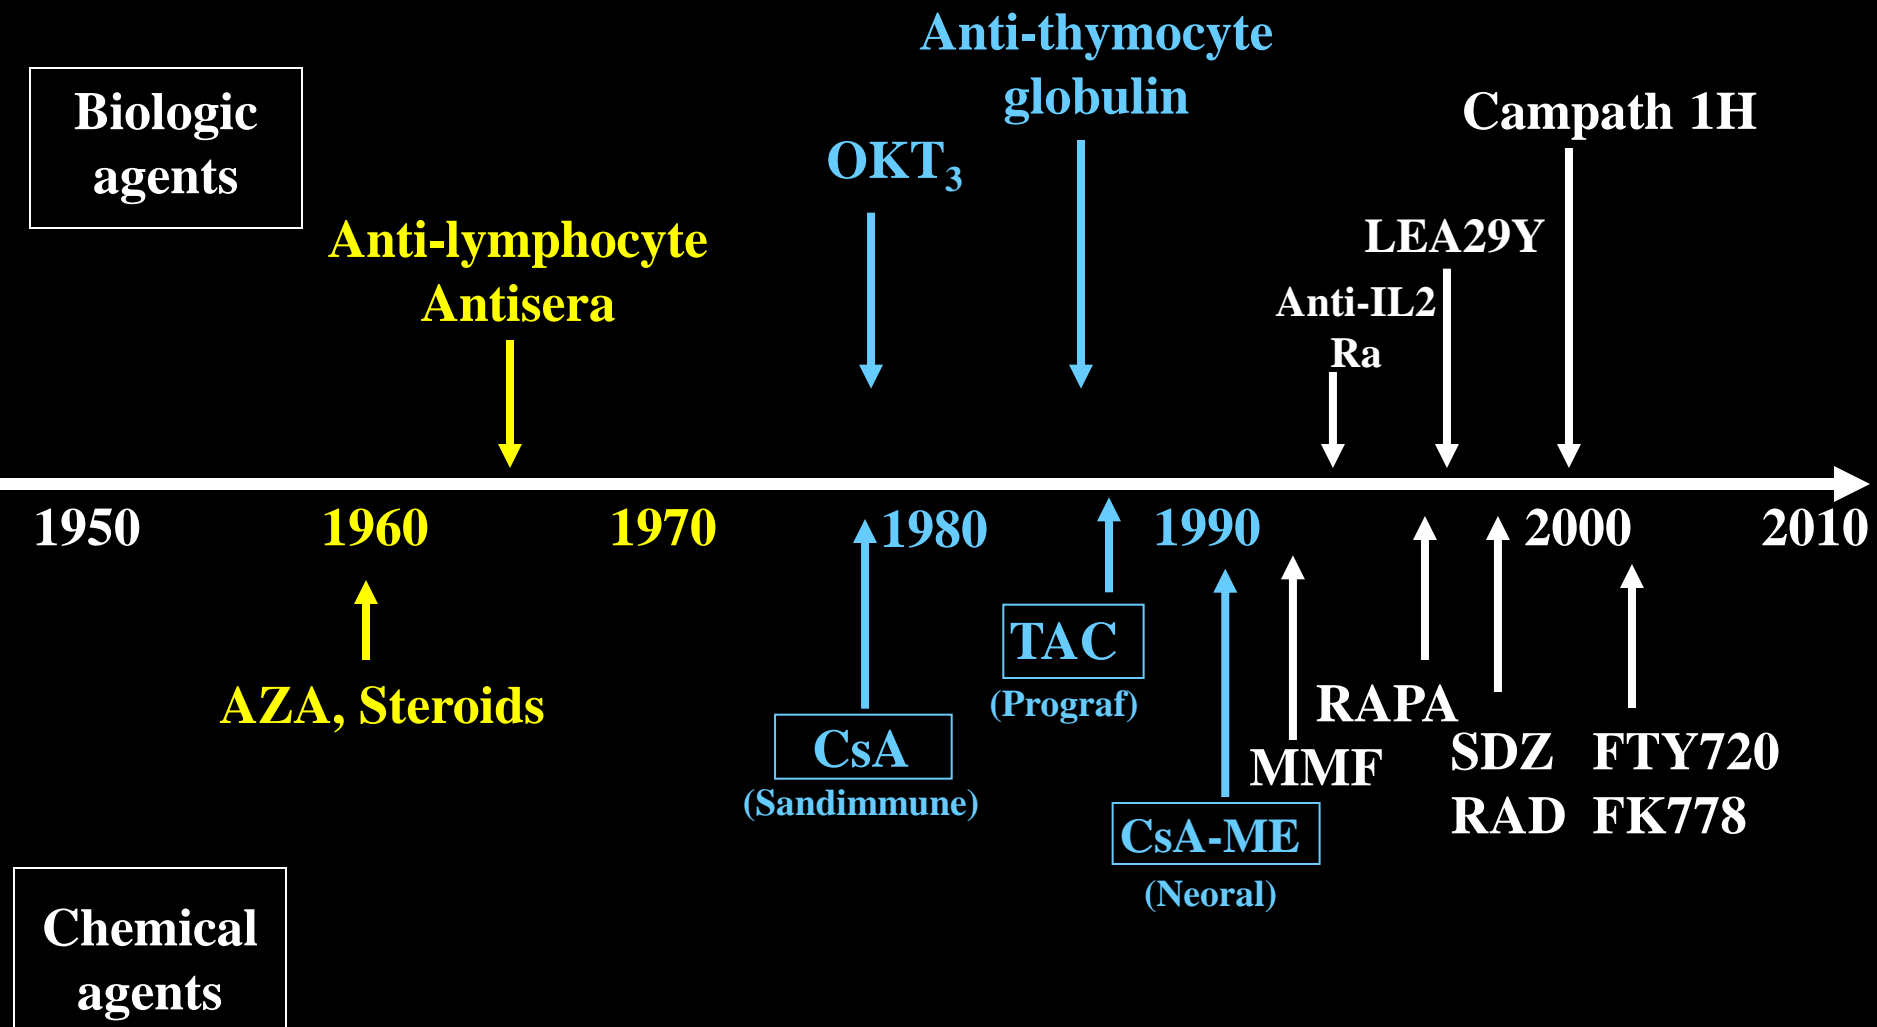 Anti-thymocyte
globulin
Biologic
agents
Campath 1H
OKT3
Anti-lymphocyte
Antisera
LEA29Y
Anti-IL2
Ra
1950 1960 1970 1980 1990 2000 2010
TAC
(Prograf)
AZA, Steroids
RAPA
CsA
(Sandimmune)
MMF
SDZ FTY720
RAD FK778
CsA-ME
(Neoral)
Chemical
agents